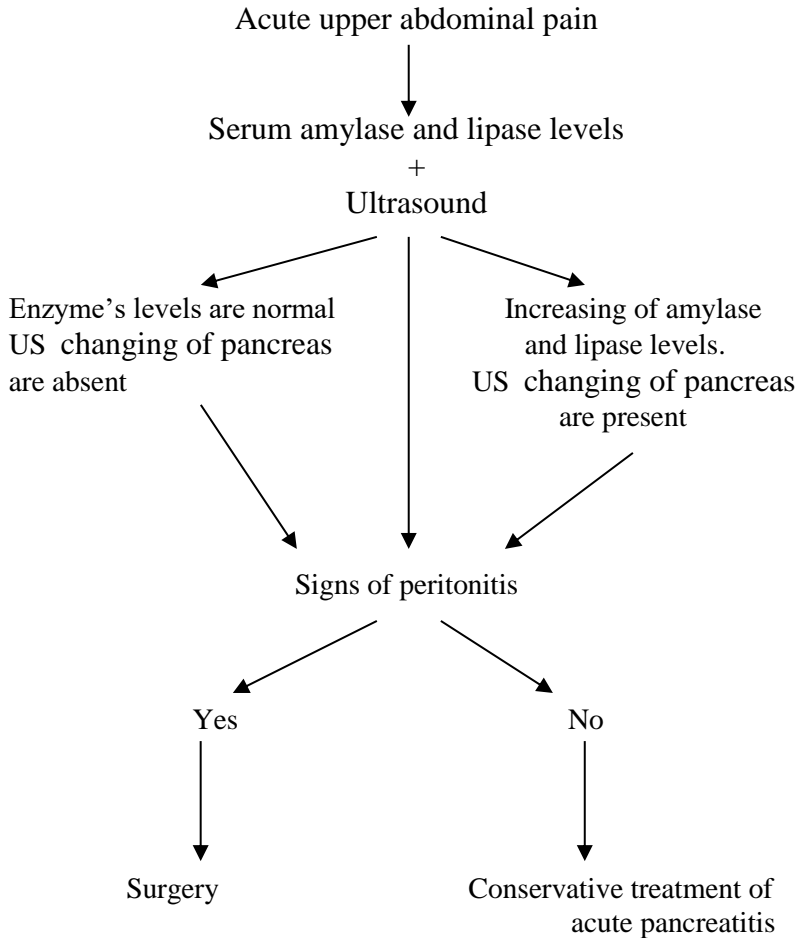 Acute upper abdominal pain
Serum amylase and lipase levels
+
Ultrasound
Enzyme’s levels are normal
US changing of pancreas
are absent
Increasing of amylase
and lipase levels.
US changing of pancreas
are present
Signs of peritonitis
Yes
No
Surgery
Conservative treatment of
acute pancreatitis